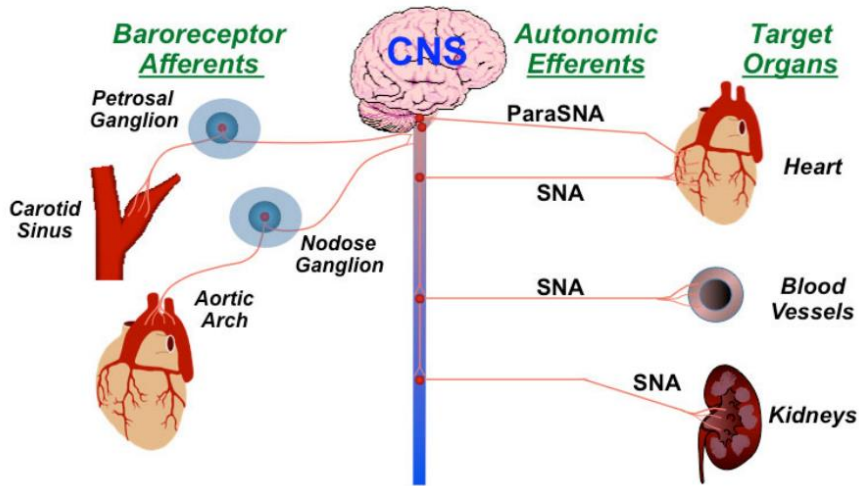 Baroreceptor
Afferents
CNS
Autonomic
Efferents
Target
Organs
Petrosal
Ganglion
ParaSNA
Heart
Carotid
Sinus
SNA
Nodose
Ganglion
Aortic
Arch
SNA
Blood
Vessels
SNA
Kidneys